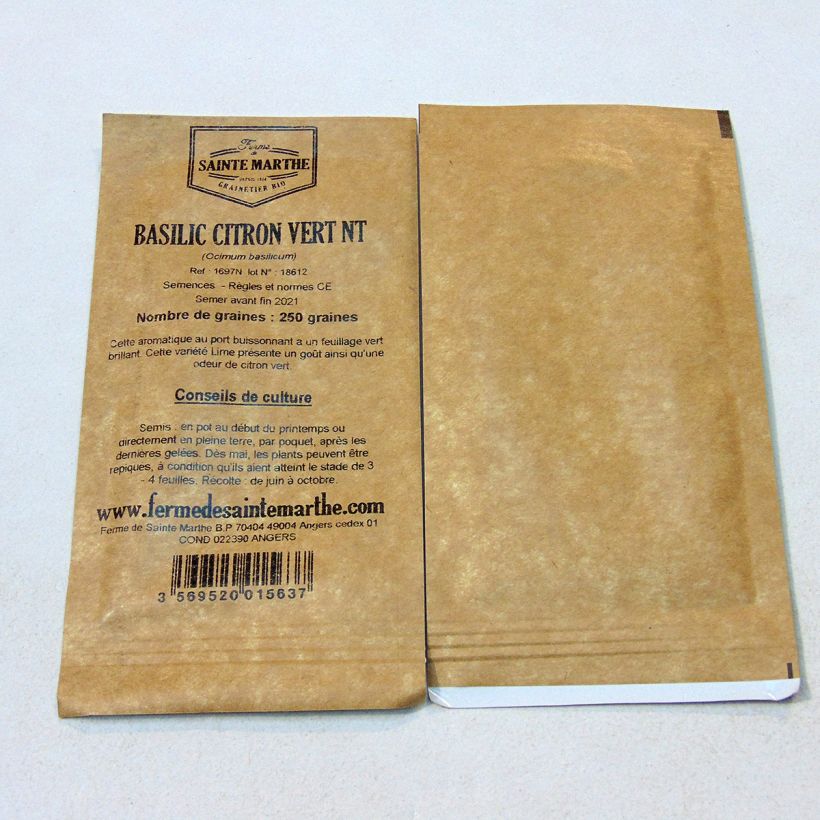 Ferme
de
SAINTE MARTHE
GRAINETIER BIO
BASILIC CITRON VERT NT
(Ocimum basilicum)
Ref : 1697N lot N° : 18612
Semences - Règles et normes CE
Semer avant fin 2021
Nombre de graines : 250 graines
Cette aromatique au port buissonnant a un feuillage vert
brillant. Cette variété Lime présente un goût ainsi qu'une
odeur de citron vert.
Conseils de culture
Semis : en pot au début du printemps ou
directement en pleine terre, par poquet, après les
dernières gelées. Dès mai, les plants peuvent être
repiques, à condition qu'ils aient atteint le stade de 3
- 4 feuilles. Récolte : de juin à octobre.
www.fermedesaintemarthe.com
Ferme de Sainte Marthe B.P 70404 49004 Angers cedex 01
COND 022390 ANGERS
3 569520 015637